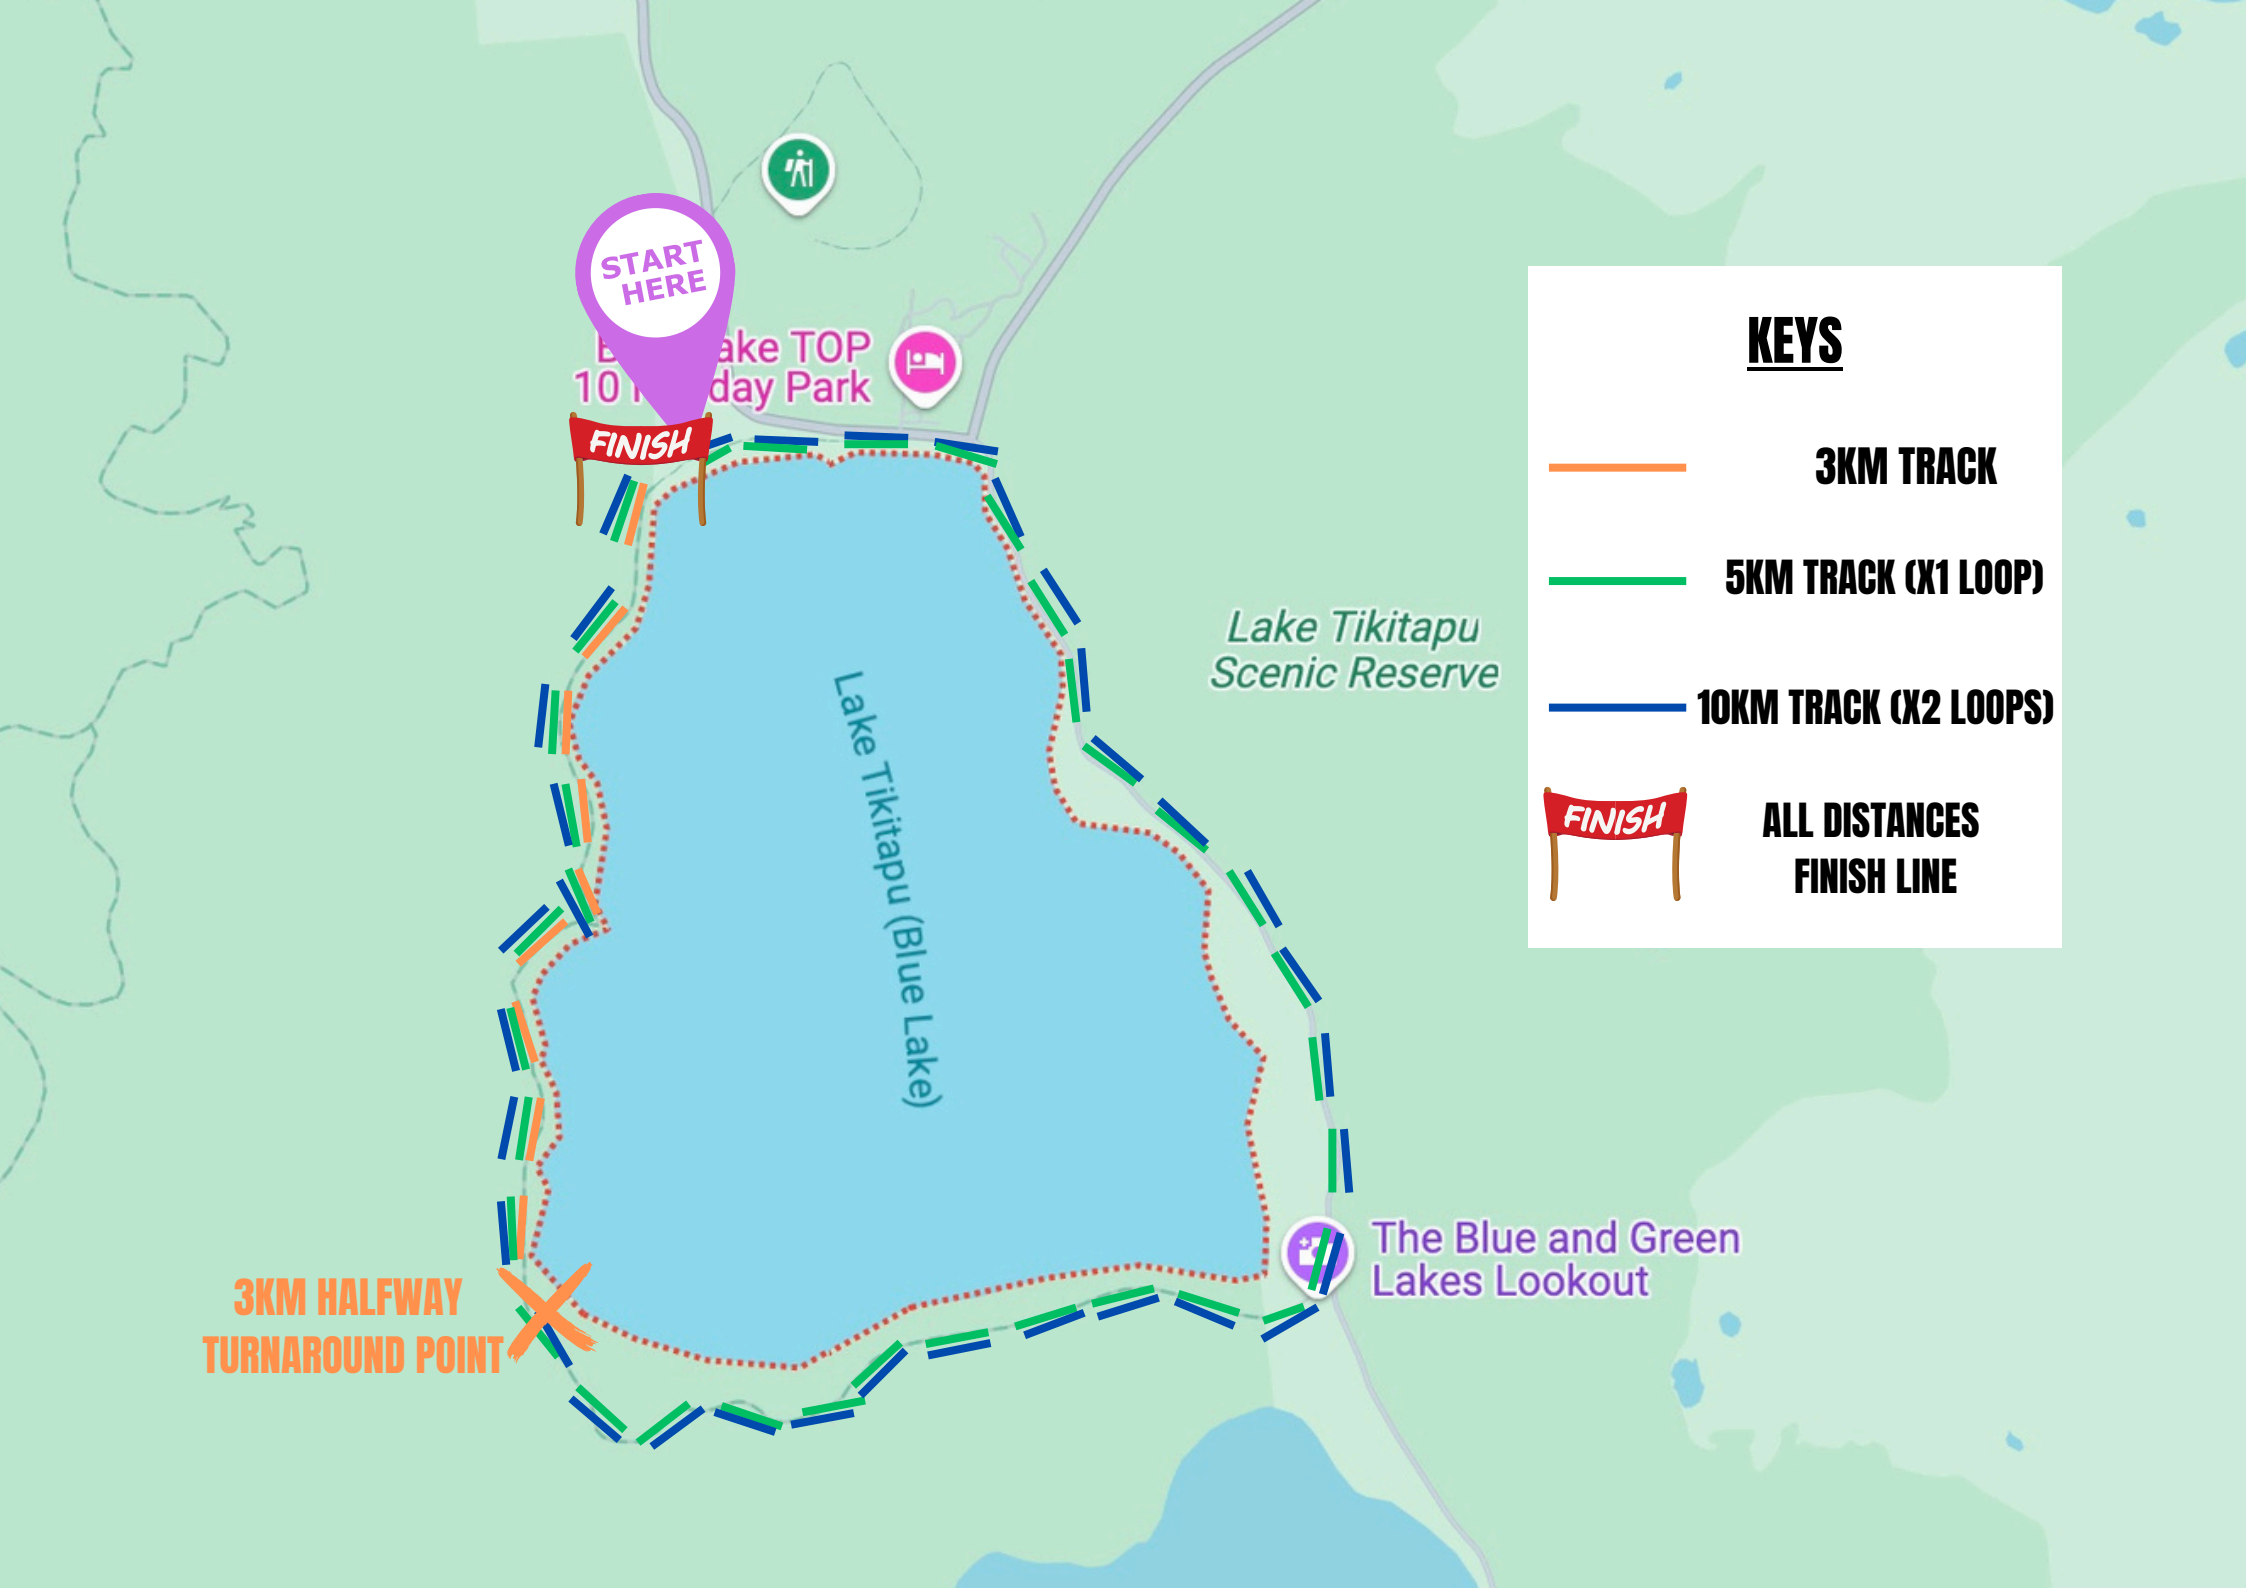 START
HERE
ake TOP
10 day Park
FINISH
KEYS
3KM TRACK
5KM TRACK (X1 LOOP)
10KM TRACK (X2 LOOPS)
FINISH
ALL DISTANCES
FINISH LINE
Lake Tikitapu
Scenic Reserve
Lake Tikitapu (Blue Lake)
The Blue and Green
Lakes Lookout
3KM HALFWAY
TURNAROUND POINT